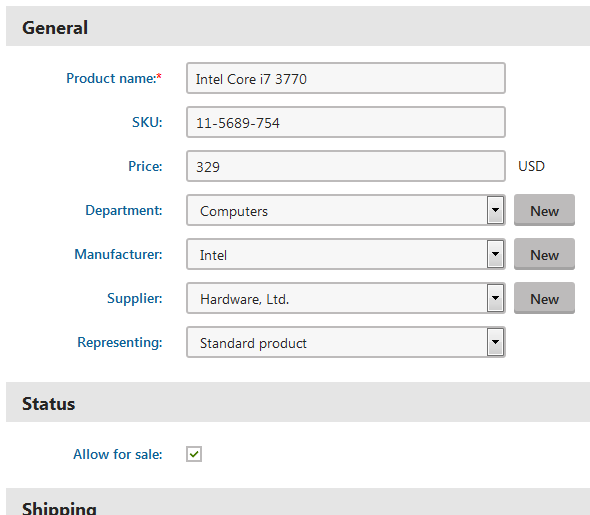 General
Product name:* Intel Core i7 3770
SKU: 11-5689-754
Price: 329 USD
Department: Computers New
Manufacturer: Intel New
Supplier: Hardware, Ltd. New
Representing: Standard product
Status
Allow for sale:
Shipping